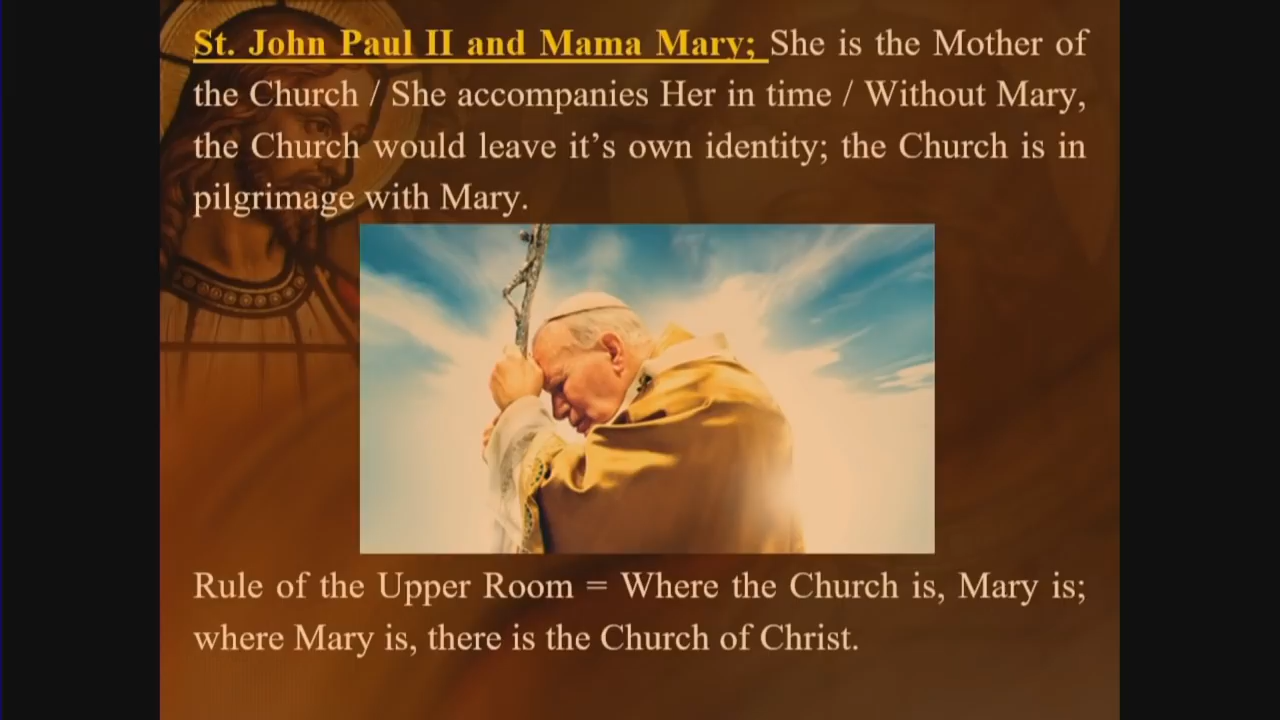 St. John Paul II and Mama Mary; She is the Mother of
the Church / She accompanies Her in time / Without Mary,
the Church would leave it’s own identity; the Church is in
pilgrimage with Mary.
Rule of the Upper Room = Where the Church is, Mary is;
where Mary is, there is the Church of Christ.